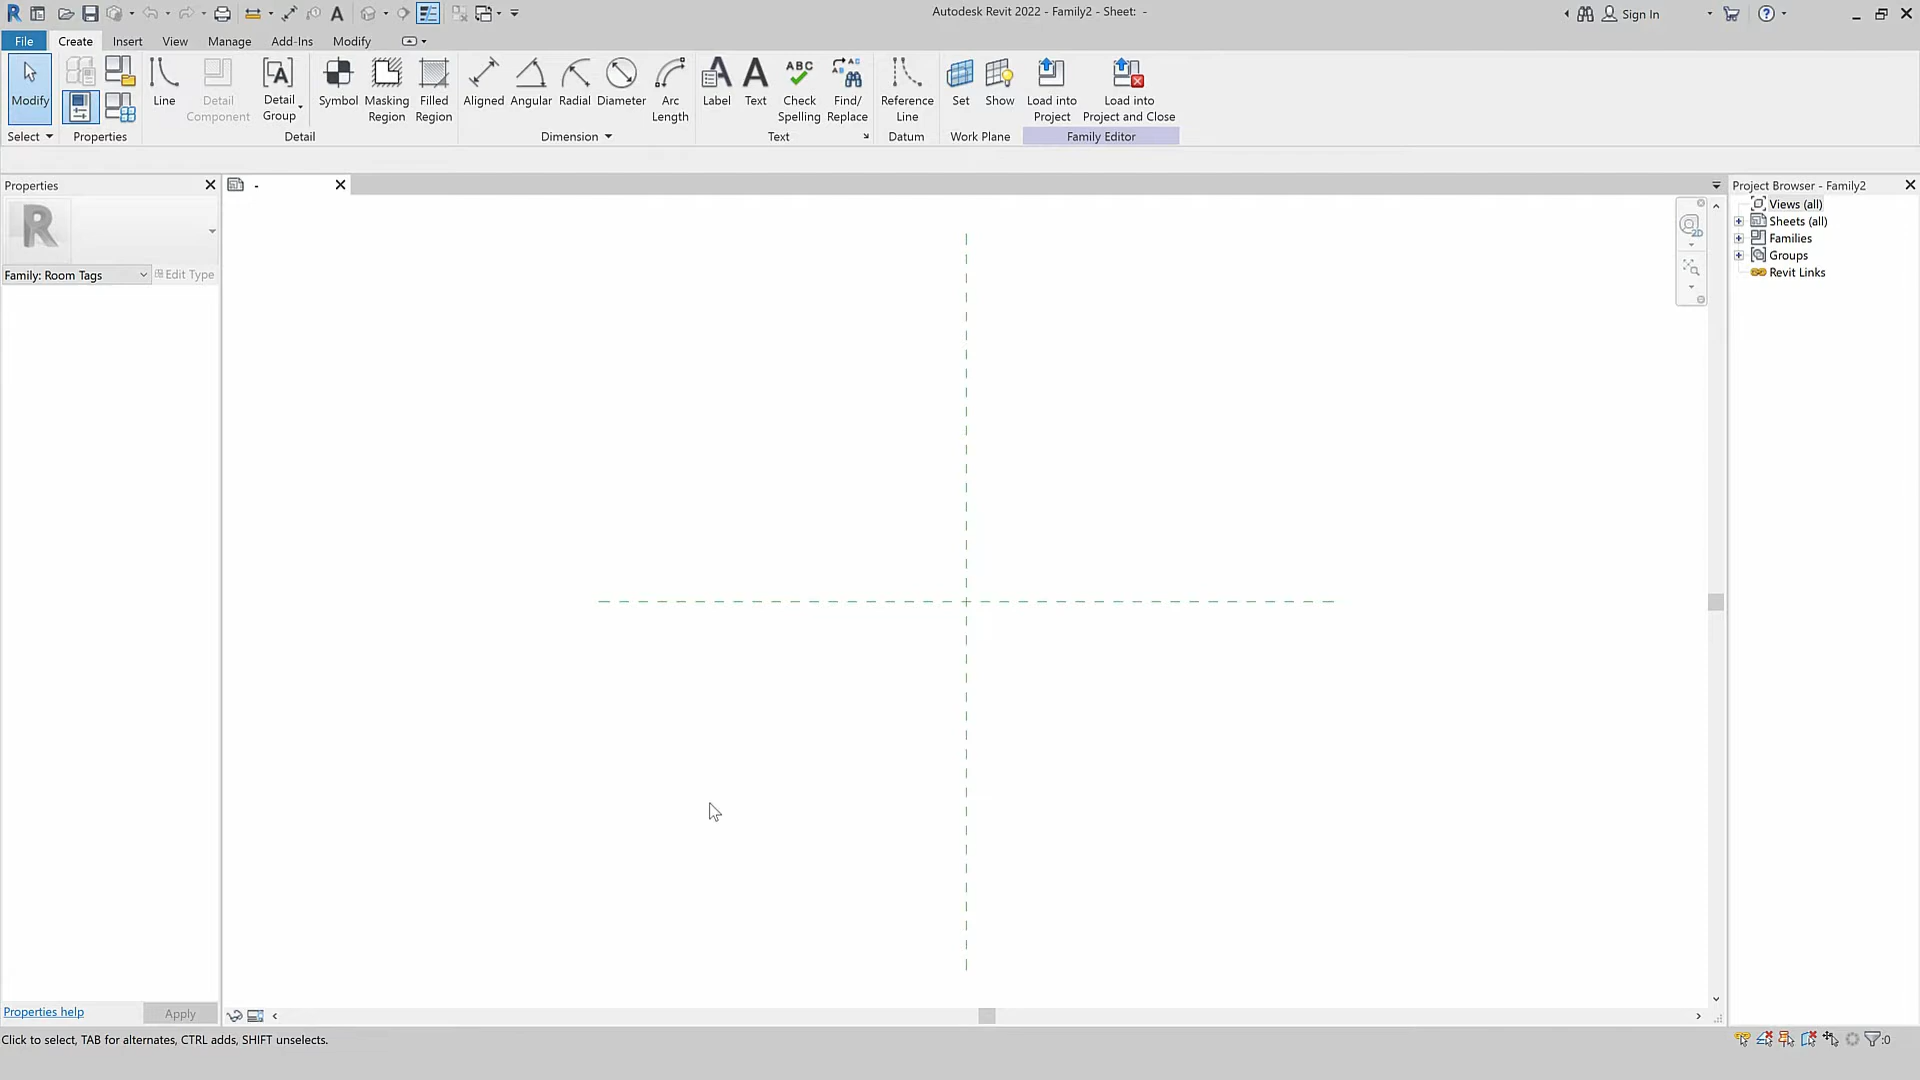 Autodesk Revit 2022 - Family2 - Sheet:  -
Sign In
File
Create
Insert
View
Manage
Add-Ins
Modify
Modify
Line
Detail
Component
Detail
Group
Symbol
Masking
Region
Filled
Region
Aligned
Angular
Radial
Diameter
Arc
Length
Label
Text
ABC
Check
Spelling
Find/
Replace
Reference
Line
Set
Show
Load into
Project
Load into
Project and Close
Select
Properties
Detail
Dimension
Text
Datum
Work Plane
Family Editor
Properties
-
Project Browser - Family2
R
Family: Room Tags
Edit Type
2D
Views (all)
Sheets (all)
Families
Groups
Revit Links
Properties help
Apply
Click to select, TAB for alternates, CTRL adds, SHIFT unselects.
:0